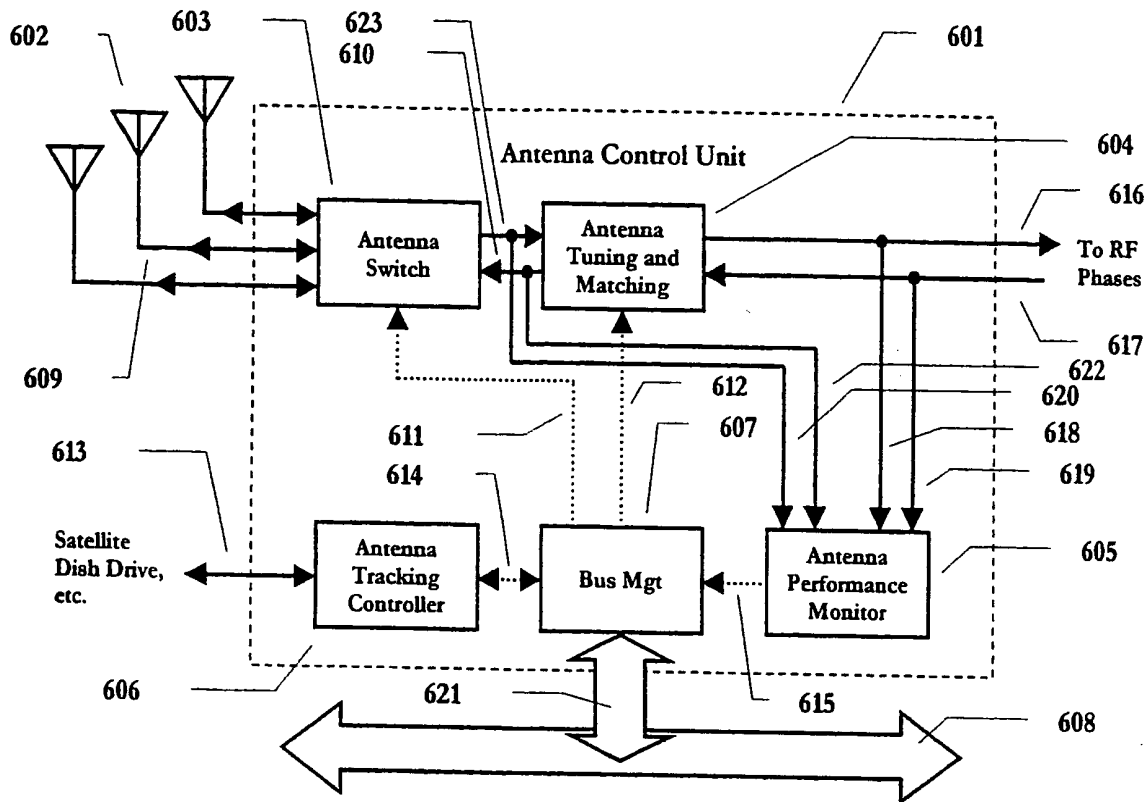 602
603
623
610
601
Antenna Control Unit
604
616
Antenna
Switch
Antenna
Tuning and
Matching
To RF
Phases
617
609
622
612
620
611
607
618
613
614
619
Satellite
Dish Drive,
etc.
Antenna
Tracking
Controller
Bus Mgt
Antenna
Performance
Monitor
605
606
621
615
608